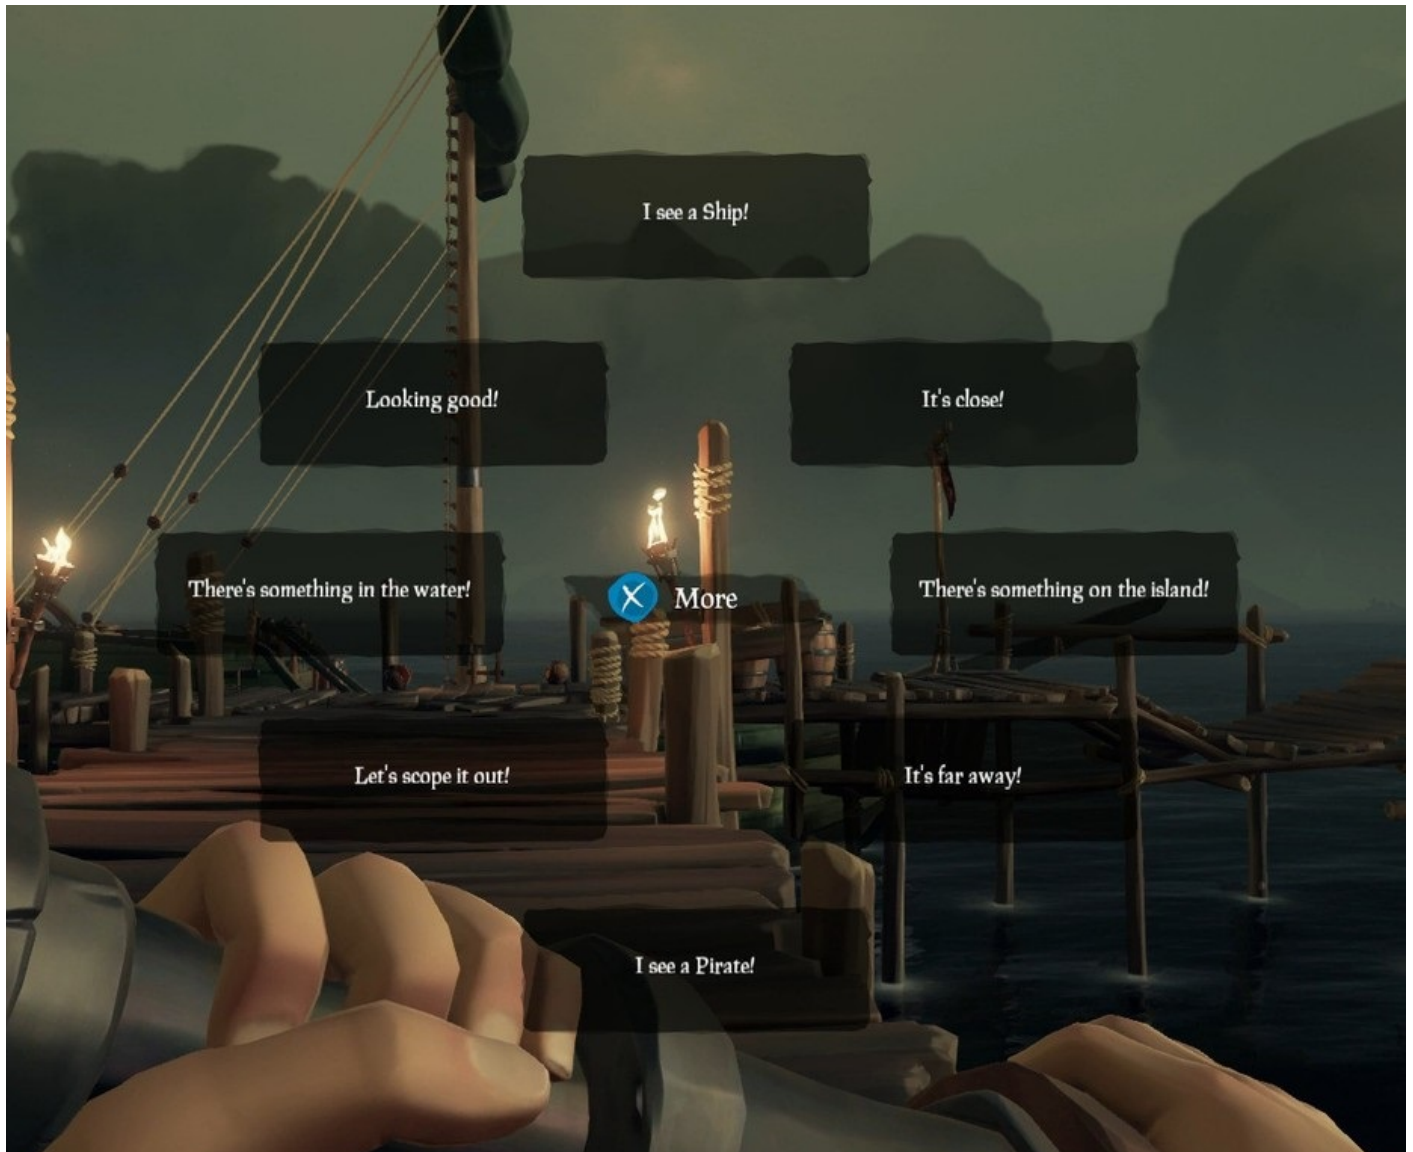 I see a Ship!
Looking good!
It's close!
There's something in the water!
More
There's something on the island!
Let's scope it out!
It's far away!
I see a Pirate!